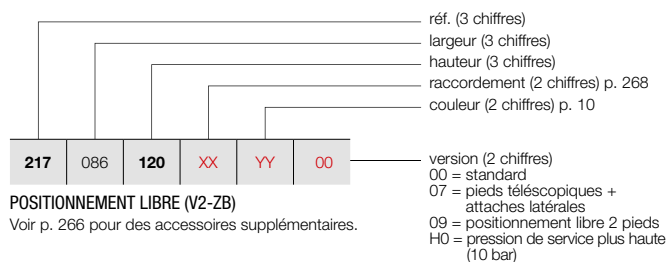 réf. (3 chiffres)
largeur (3 chiffres)
hauteur (3 chiffres)
raccordement (2 chiffres) p. 268
couleur (2 chiffres) p. 10
217 086 120 XX YY 00
version (2 chiffres)
00 = standard
07 = pieds téléscopiques +
attaches latérales
09 = positionnement libre 2 pieds
H0 = pression de service plus haute
(10 bar)
POSITIONNEMENT LIBRE (V2-ZB)
Voir p. 266 pour des accessoires supplémentaires.